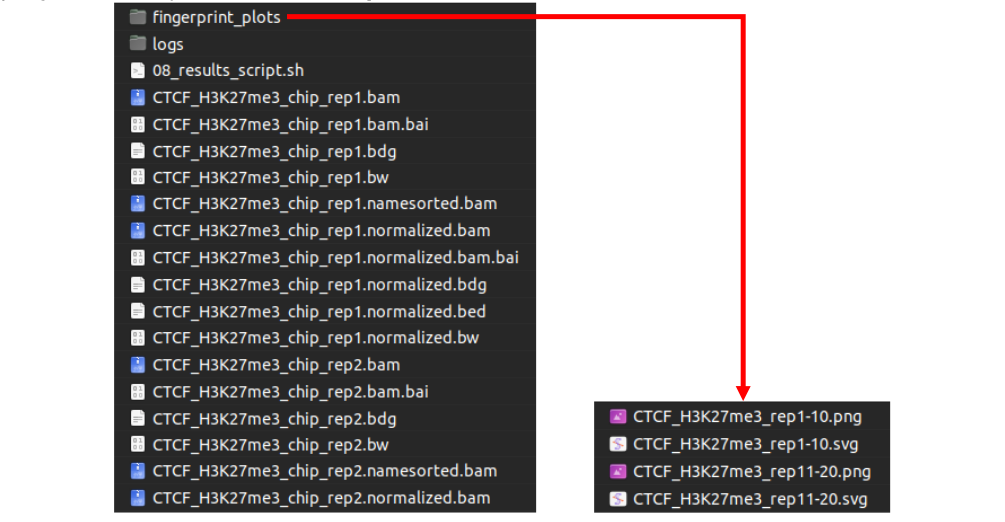 fingerprint_plots
logs
08_results_script.sh
CTCF_H3K27me3_chip_rep1.bam
CTCF_H3K27me3_chip_rep1.bam.bai
CTCF_H3K27me3_chip_rep1.bdg
CTCF_H3K27me3_chip_rep1.bw
CTCF_H3K27me3_chip_rep1.namesorted.bam
CTCF_H3K27me3_chip_rep1.normalized.bam
CTCF_H3K27me3_chip_rep1.normalized.bam.bai
CTCF_H3K27me3_chip_rep1.normalized.bdg
CTCF_H3K27me3_chip_rep1.normalized.bed
CTCF_H3K27me3_chip_rep1.normalized.bw
CTCF_H3K27me3_chip_rep2.bam
CTCF_H3K27me3_chip_rep2.bam.bai
CTCF_H3K27me3_chip_rep2.bdg
CTCF_H3K27me3_chip_rep2.bw
CTCF_H3K27me3_chip_rep2.namesorted.bam
CTCF_H3K27me3_chip_rep2.normalized.bam
CTCF_H3K27me3_rep1-10.png
CTCF_H3K27me3_rep1-10.svg
CTCF_H3K27me3_rep11-20.png
CTCF_H3K27me3_rep11-20.svg